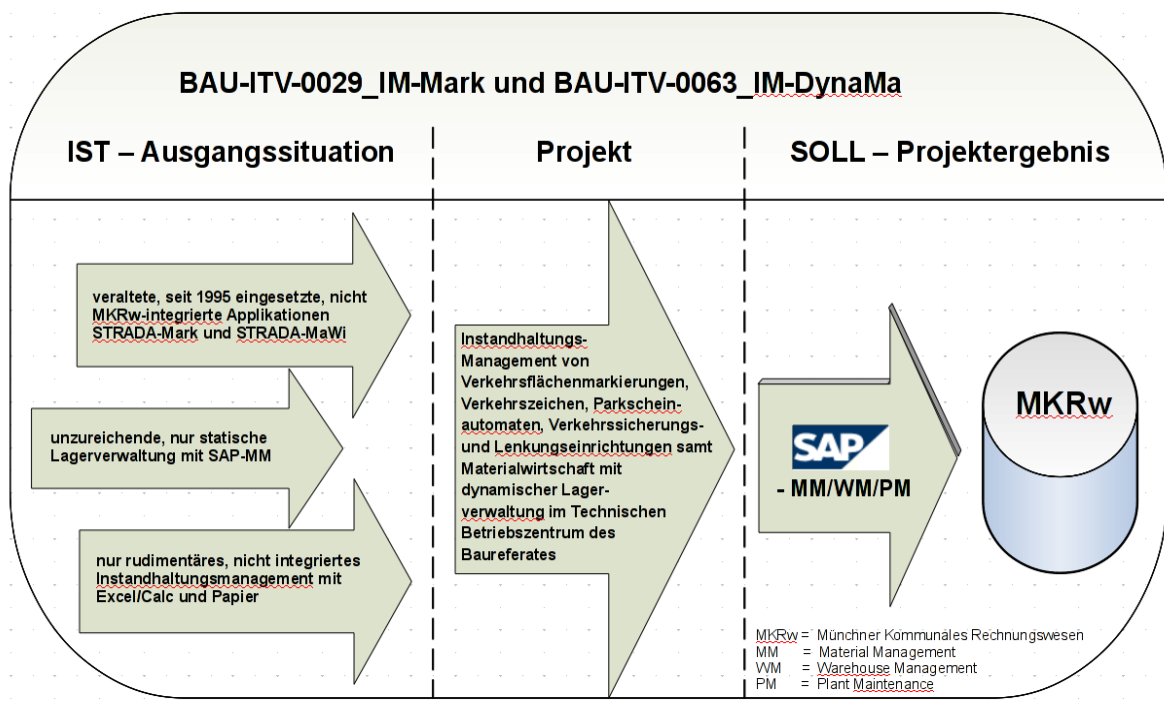 BAU-ITV-0029_IM-Mark und BAU-ITV-0063_IM-DynaMa
IST – Ausgangssituation
Projekt
SOLL – Projektergebnis
veraltete, seit 1995 eingesetzte, nicht
MKRw-integrierte Applikationen
STRADA-Mark und STRADA-MaWi
unzureichende, nur statische
Lagerverwaltung mit SAP-MM
nur rudimentäres, nicht integriertes
Instandhaltungsmanagement mit
Excel/Calc und Papier
Instandhaltungs-
Management von
Verkehrsflächenmarkierungen,
Verkehrszeichen, Parkschein-
automaten, Verkehrssicherungs-
und Lenkungseinrichtungen samt
Materialwirtschaft mit
dynamischer Lager-
verwaltung im Technischen
Betriebszentrum des
Baureferates
SAP
- MM/WM/PM
MKRw
MKRw = Münchner Kommunales Rechnungswesen
MM = Material Management
WM = Warehouse Management
PM = Plant Maintenance